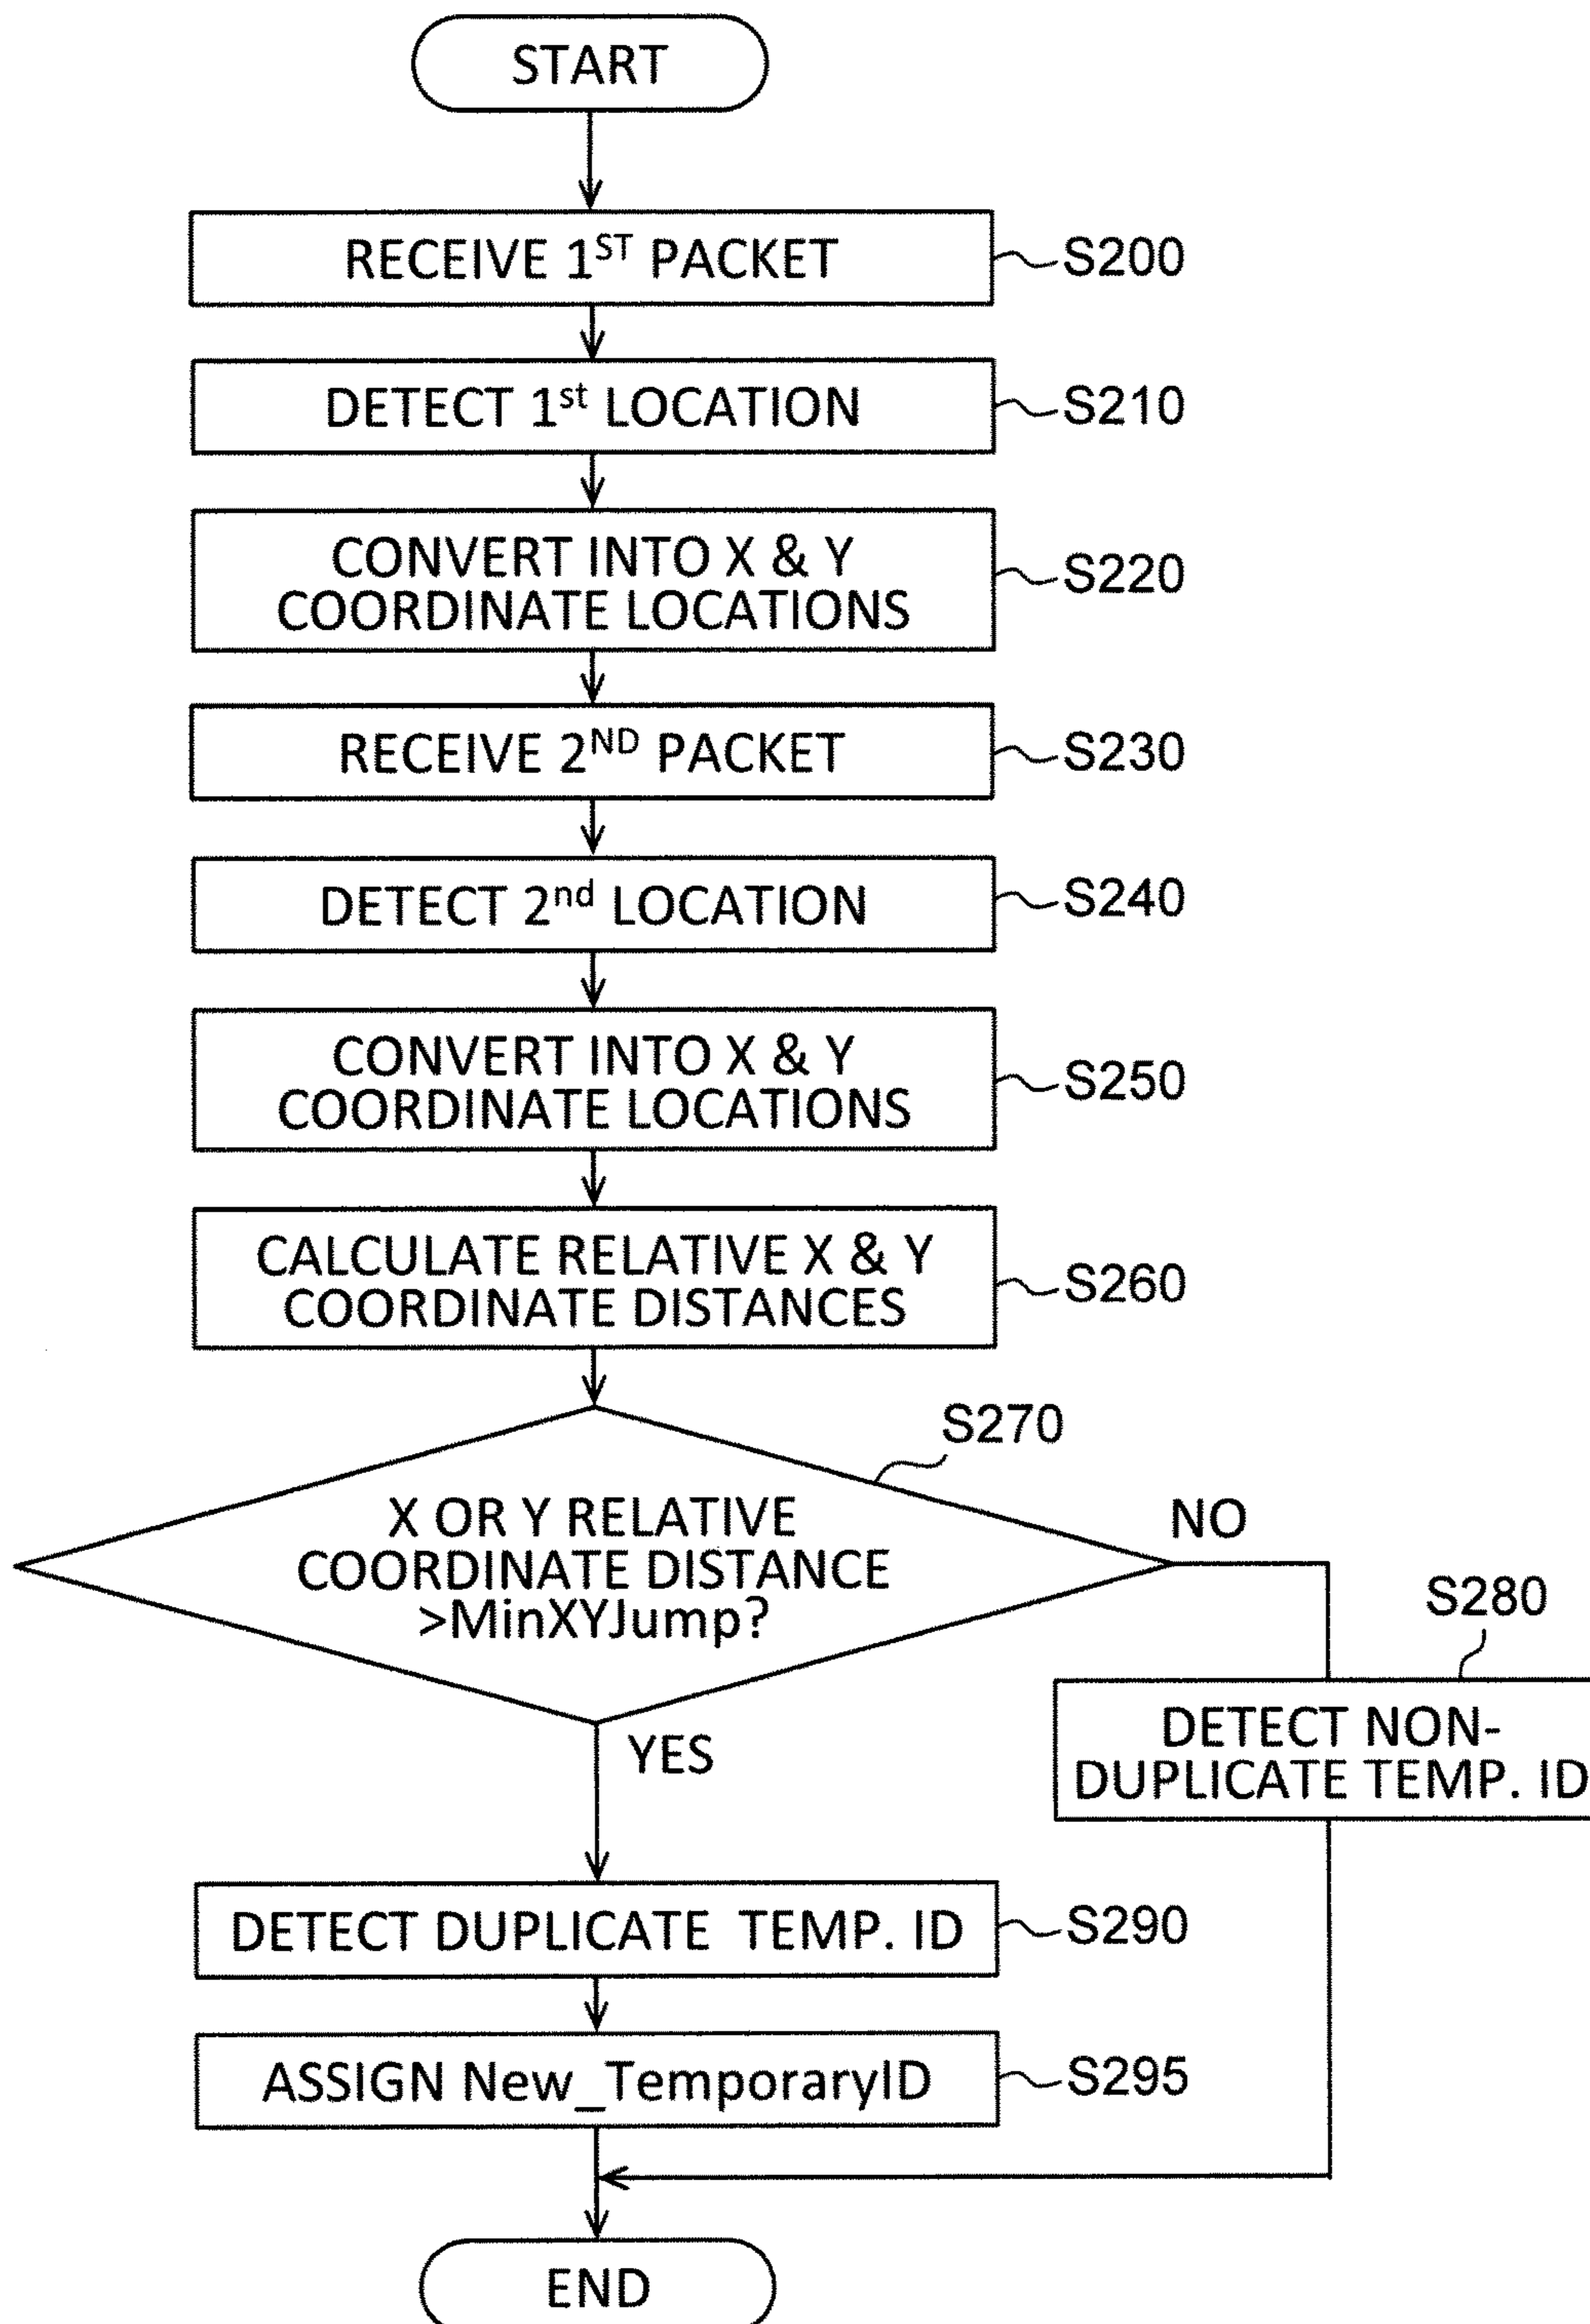 START
RECEIVE 1ST PACKET
S200
DETECT 1st LOCATION
S210
CONVERT INTO X & Y
COORDINATE LOCATIONS
S220
RECEIVE 2ND PACKET
S230
DETECT 2nd LOCATION
S240
CONVERT INTO X & Y
COORDINATE LOCATIONS
S250
CALCULATE RELATIVE X & Y
COORDINATE DISTANCES
S260
S270
X OR Y RELATIVE
COORDINATE DISTANCE
>MinXYJump?
NO
YES
S280
DETECT NON-
DUPLICATE TEMP. ID
DETECT DUPLICATE TEMP. ID
S290
ASSIGN New_TemporaryID
S295
END